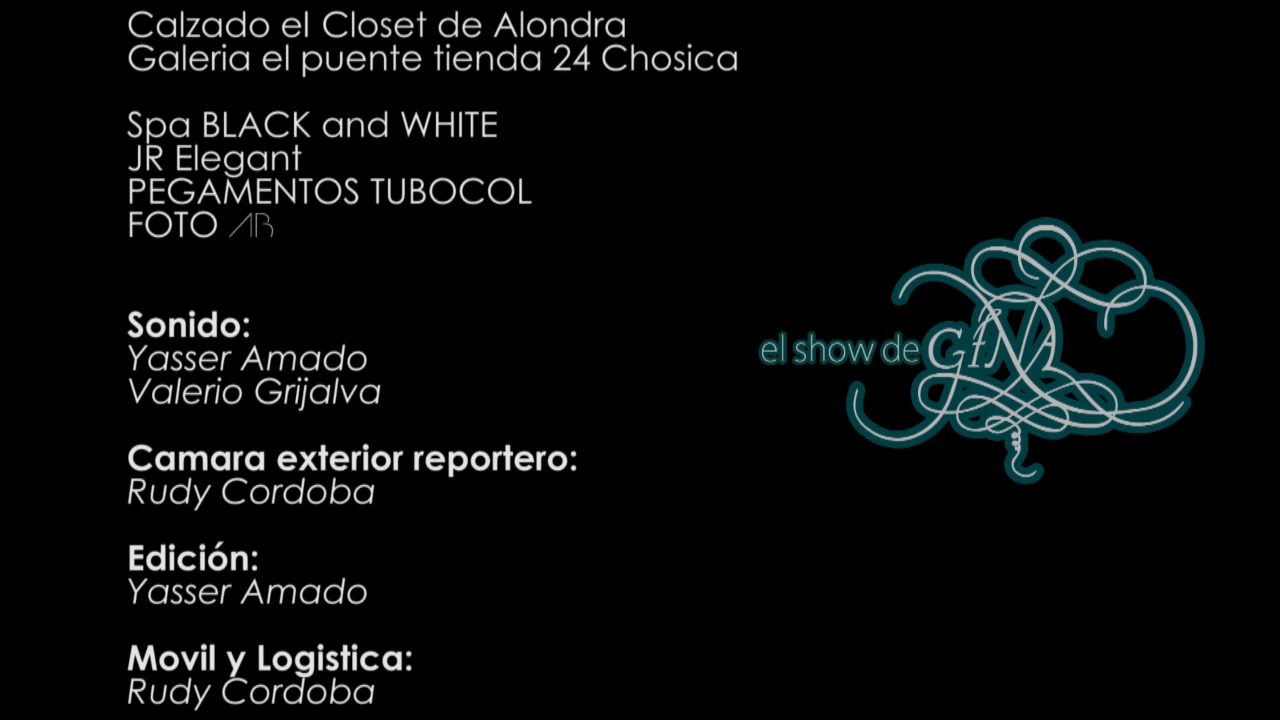 Calzado el Closet de Alondra
Galeria el puente tienda 24 Chosica
Spa BLACK and WHITE
JR Elegant
PEGAMENTOS TUBOCOL
FOTO AB
Sonido:
Yasser Amado
Valerio Grijalva
Camara exterior reportero:
Rudy Cordoba
Edición:
Yasser Amado
Movil y Logistica:
Rudy Cordoba
el show de GINA